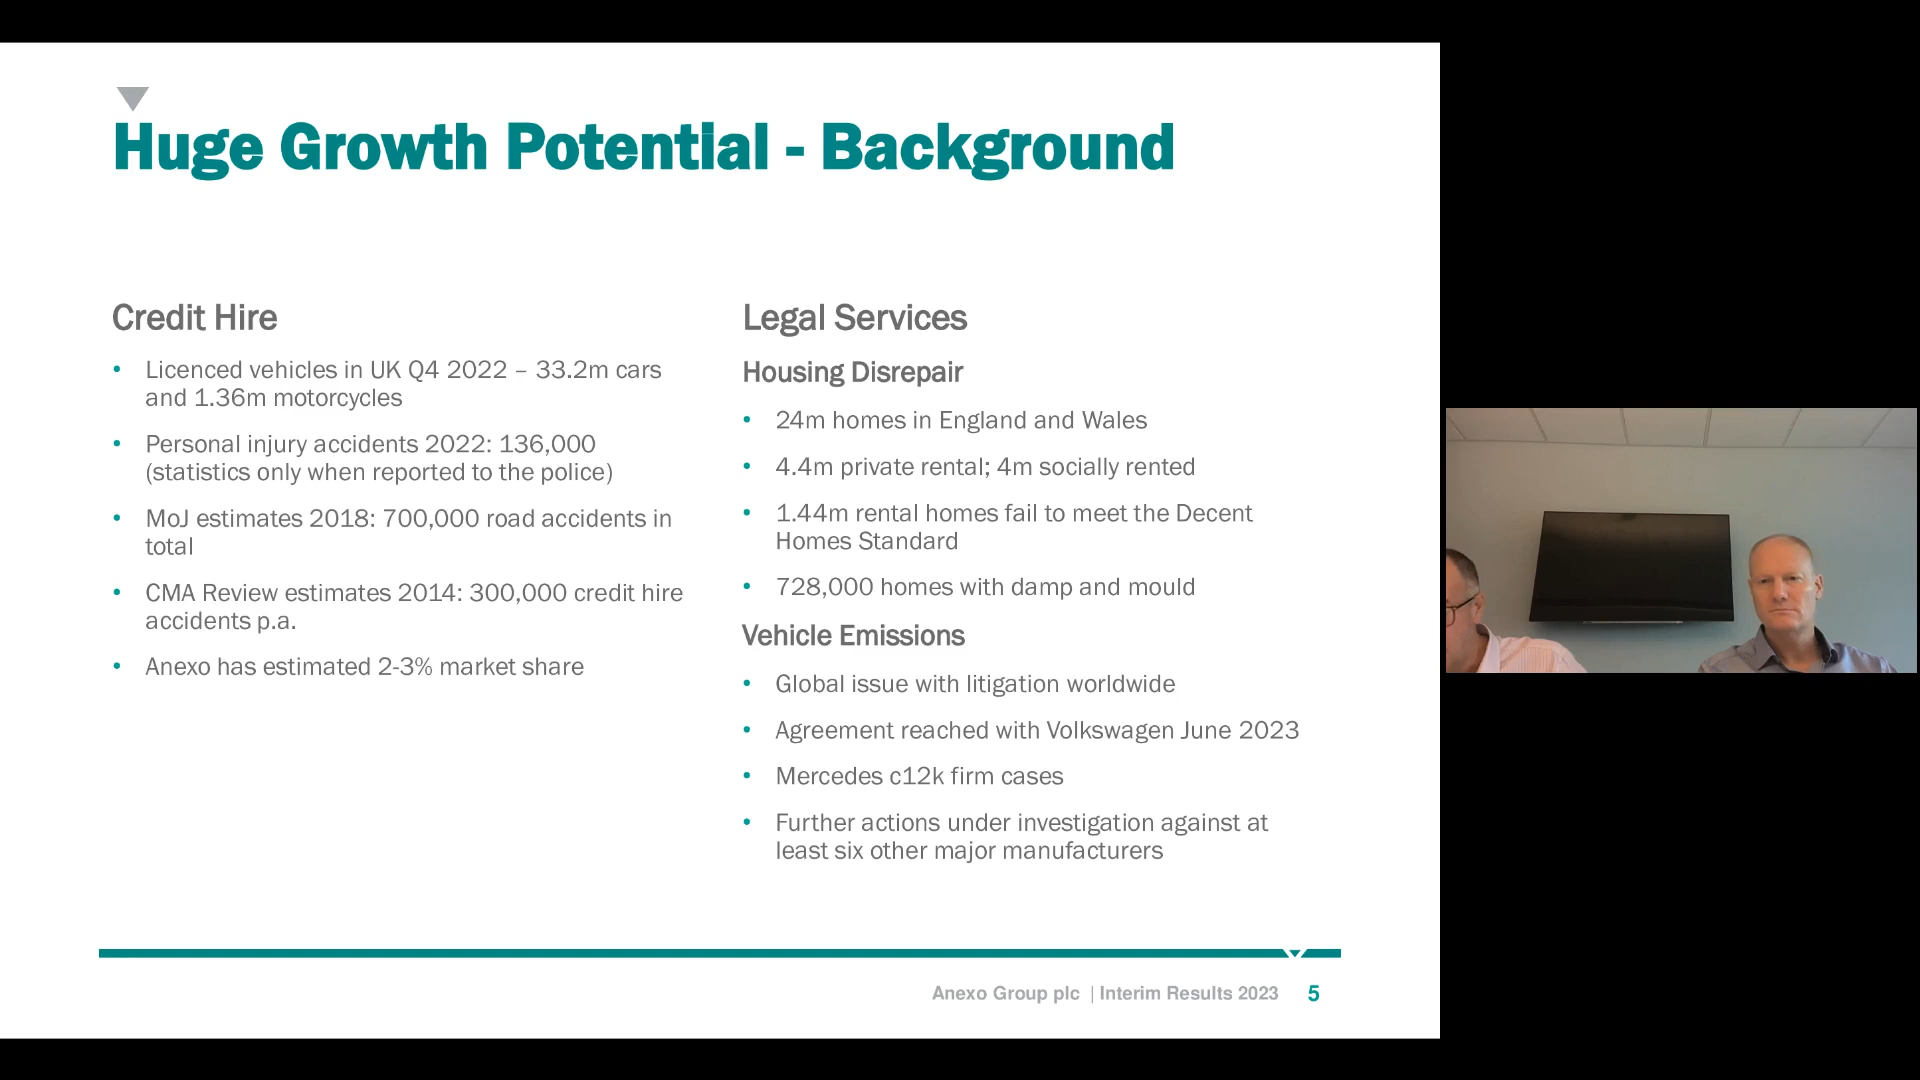 Huge Growth Potential - Background
Credit Hire
• Licenced vehicles in UK Q4 2022 – 33.2m cars
and 1.36m motorcycles
• Personal injury accidents 2022: 136,000
(statistics only when reported to the police)
• MoJ estimates 2018: 700,000 road accidents in
total
• CMA Review estimates 2014: 300,000 credit hire
accidents p.a.
• Anexo has estimated 2-3% market share
Legal Services
Housing Disrepair
• 24m homes in England and Wales
• 4.4m private rental; 4m socially rented
• 1.44m rental homes fail to meet the Decent
Homes Standard
• 728,000 homes with damp and mould
Vehicle Emissions
• Global issue with litigation worldwide
• Agreement reached with Volkswagen June 2023
• Mercedes c12k firm cases
• Further actions under investigation against at
least six other major manufacturers
Anexo Group plc | Interim Results 2023 5